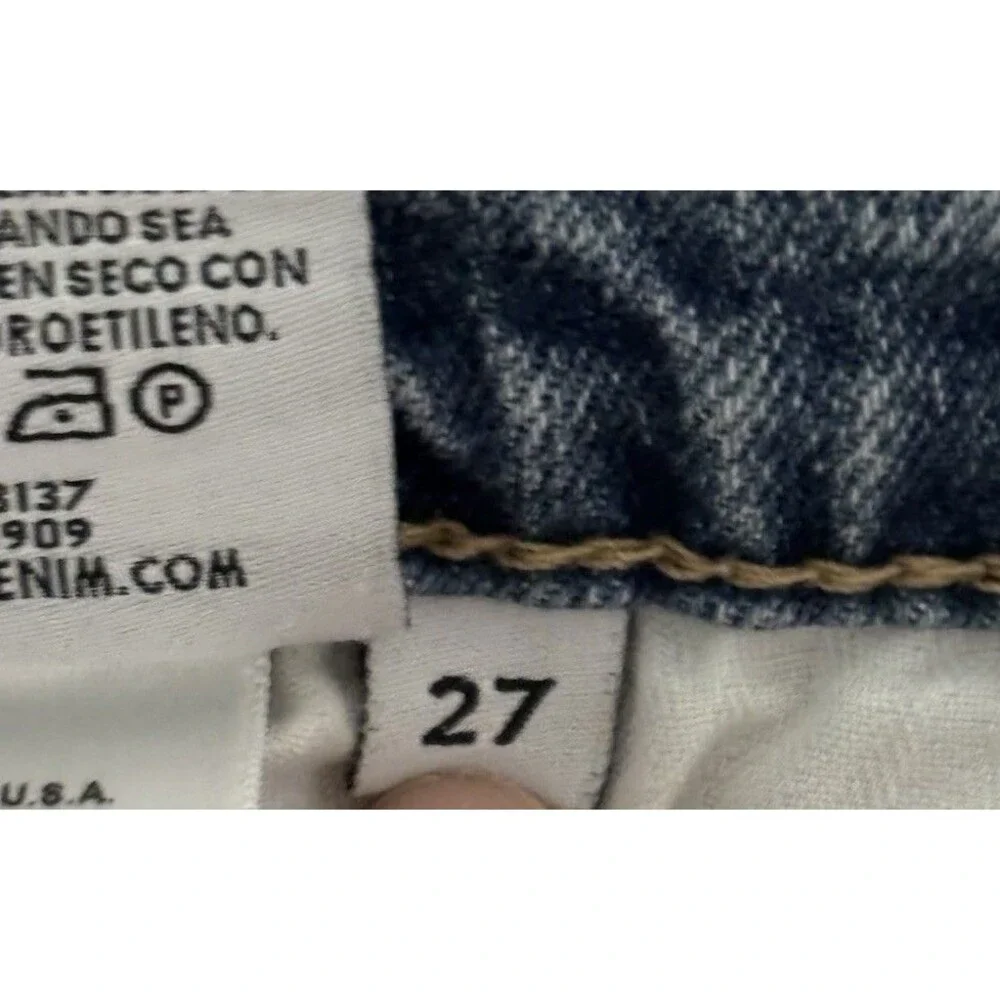 ANDO SEA
EN SECO CON
ROETILENO.
P
3137
909
ENIM.COM
27
U.S.A.